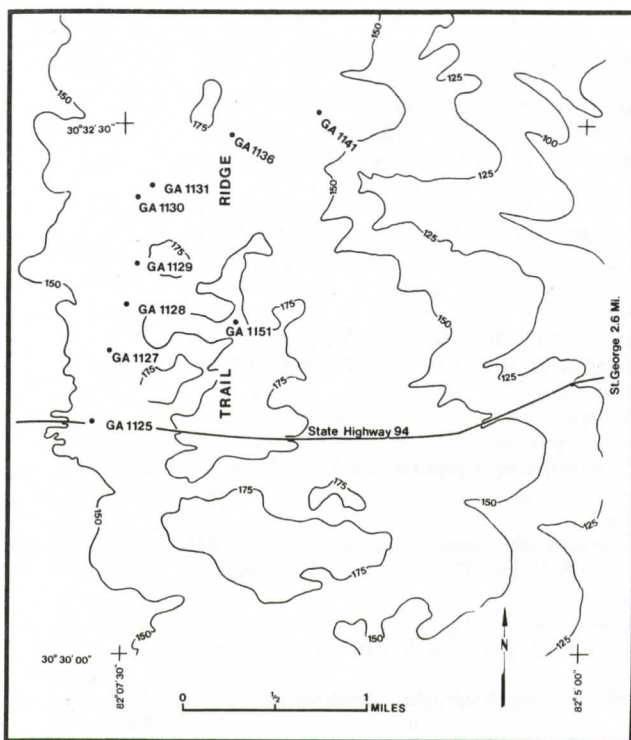 150
150
125
125
100
30° 32' 30"
175
GA 1141
GA 1136
RIDGE
GA 1131
GA 1130
150
125
125
175
GA 1129
150
GA 1128
175
GA 1151
150
St. George 2.6 Mi.
GA 1127
175
125
TRAIL
GA 1125
State Highway 94
175
175
150
150
175
125
150
150
125
30° 30' 00"
N
82° 07' 30"
82° 5' 00"
0
1/2
1
MILES